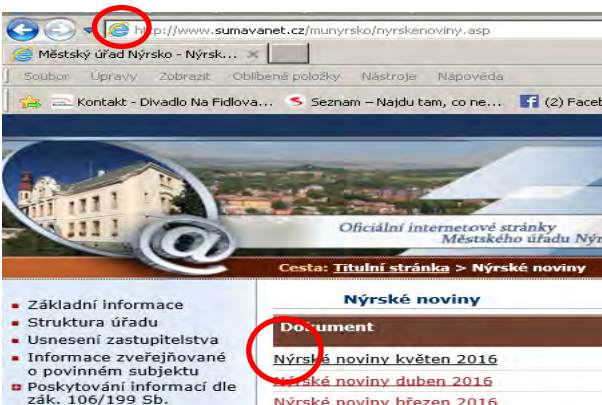 http://www.sumavanet.cz/munyrsko/nyrskenoviny.asp
Městský úřad Nýrsko - Nýrsk...
Soubor Úpravy Zobrazit Oblíbené položky Nástroje Nápověda
Kontakt - Divadlo Na Fidlova... Seznam – Najdu tam, co ne... (2) Faceb
Oficiální internetové stránky
Městského úřadu Nýr
Cesta: Titulní stránka > Nýrské noviny
Základní informace
Struktura úřadu
Usnesení zastupitelstva
Informace zveřejňované
o povinném subjektu
Poskytování informací dle
zák. 106/199 Sb.
Nýrské noviny
Dokument
Nýrské noviny květen 2016
Nýrské noviny duben 2016
Nýrské noviny březen 2016